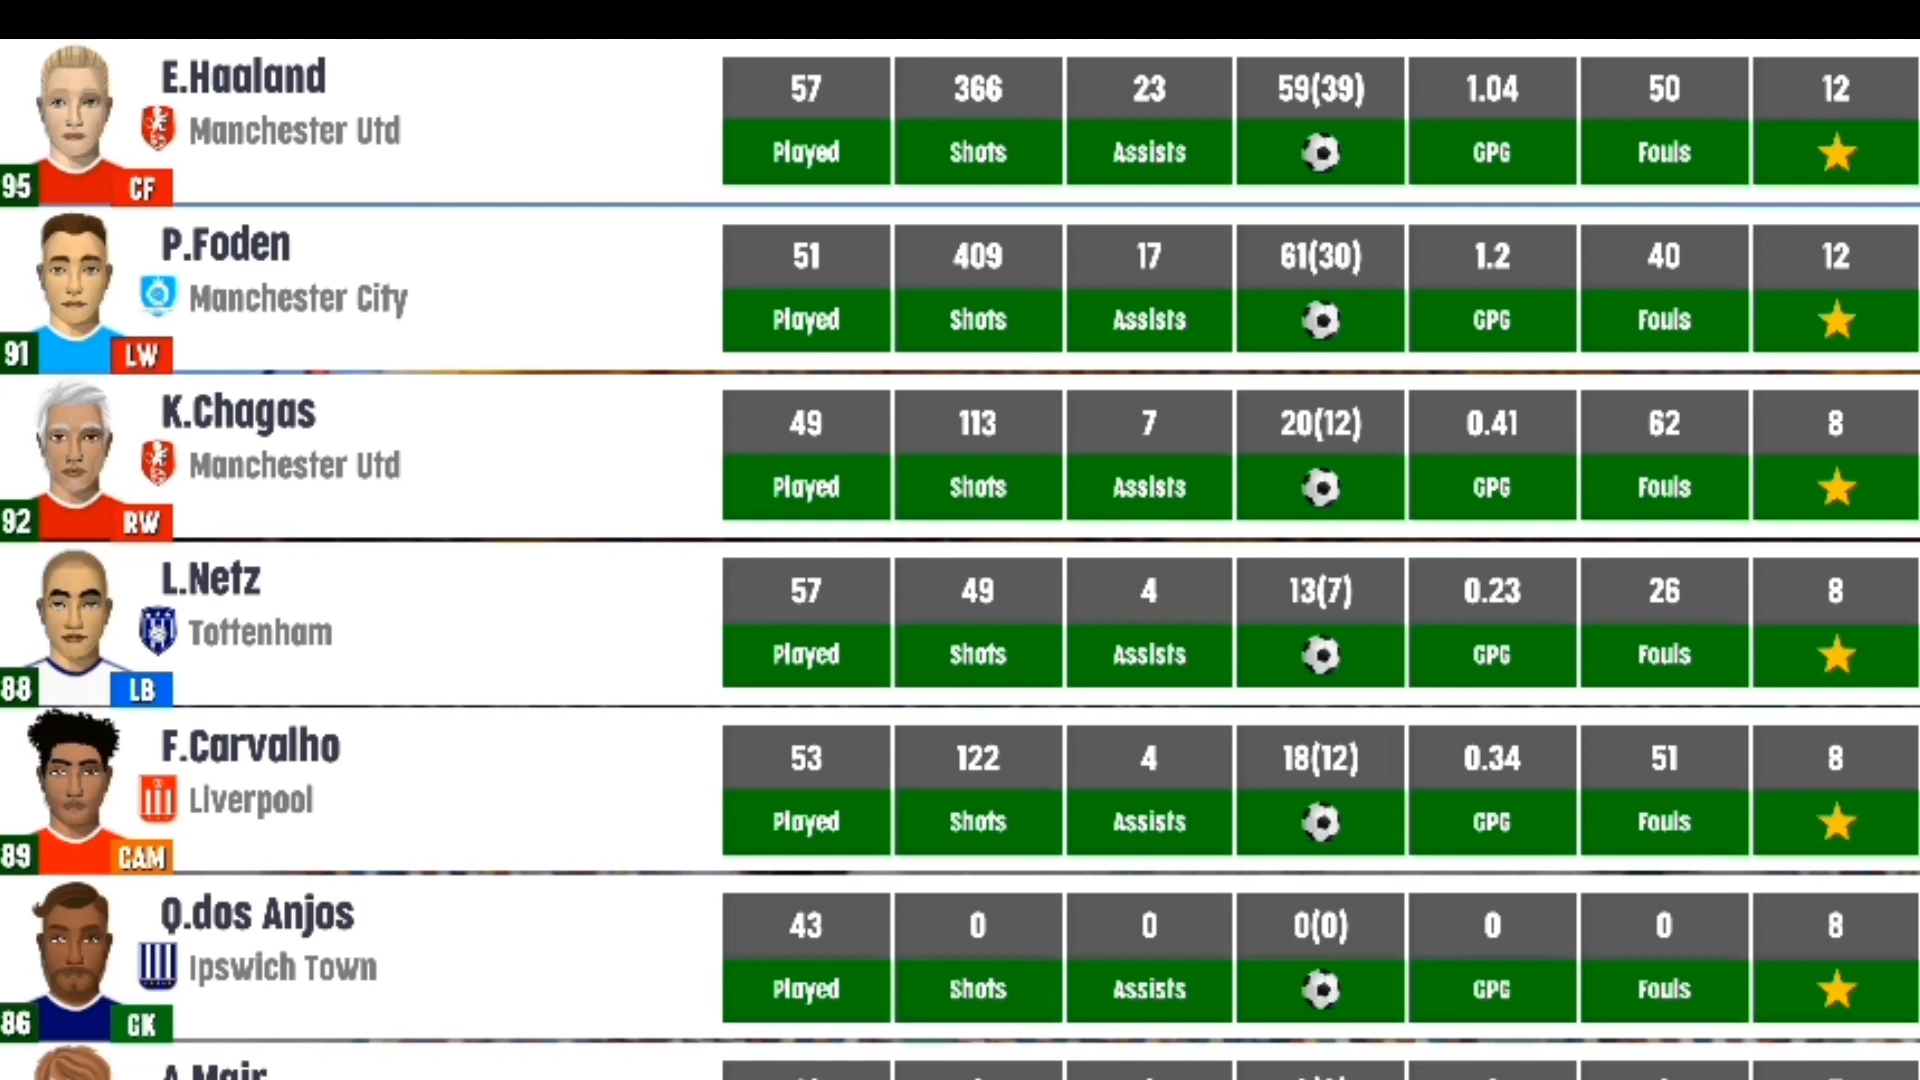 E.Haaland
Manchester Utd
95 CF
57 366 23 59(39) 1.04 50 12
Played Shots Assists GPG Fouls
P.Foden
Manchester City
91 LW
51 409 17 61(30) 1.2 40 12
Played Shots Assists GPG Fouls
K.Chagas
Manchester Utd
92 RW
49 113 7 20(12) 0.41 62 8
Played Shots Assists GPG Fouls
L.Netz
Tottenham
88 LB
57 49 4 13(7) 0.23 26 8
Played Shots Assists GPG Fouls
F.Carvalho
Liverpool
89 CAM
53 122 4 18(12) 0.34 51 8
Played Shots Assists GPG Fouls
Q.dos Anjos
Ipswich Town
86 GK
43 0 0 0(0) 0 0 8
Played Shots Assists GPG Fouls
A.Mair